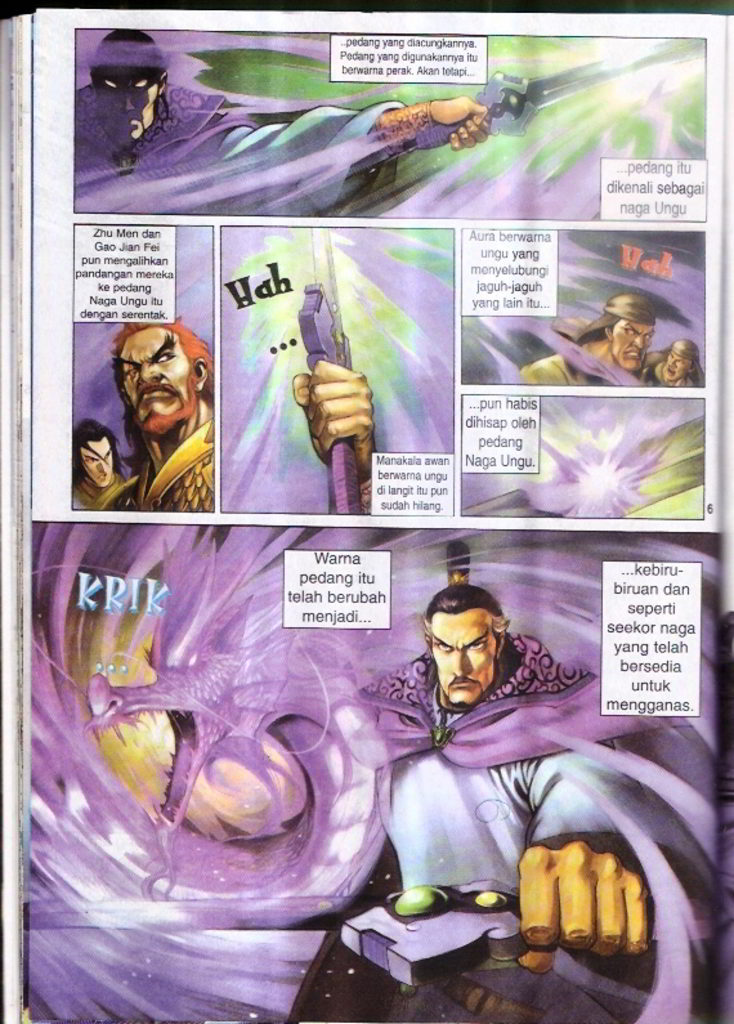 ..pedang yang diacungkannya.
Pedang yang digunakannya itu
berwarna perak. Akan tetapi...
...pedang itu
dikenali sebagai
naga Ungu
Zhu Men dan
Gao Jian Fei
pun mengalihkan
pandangan mereka
ke pedang
Naga Ungu itu
dengan serentak.
Hah
...
Manakala awan
berwarna ungu
di langit itu pun
sudah hilang.
Aura berwarna
ungu yang
menyelubungi
jaguh-jaguh
yang lain itu...
Hah
...pun habis
dihisap oleh
pedang
Naga Ungu.
6
KRIK
...
Warna
pedang itu
telah berubah
menjadi...
...kebiru-
biruan dan
seperti
seekor naga
yang telah
bersedia
untuk
mengganas.